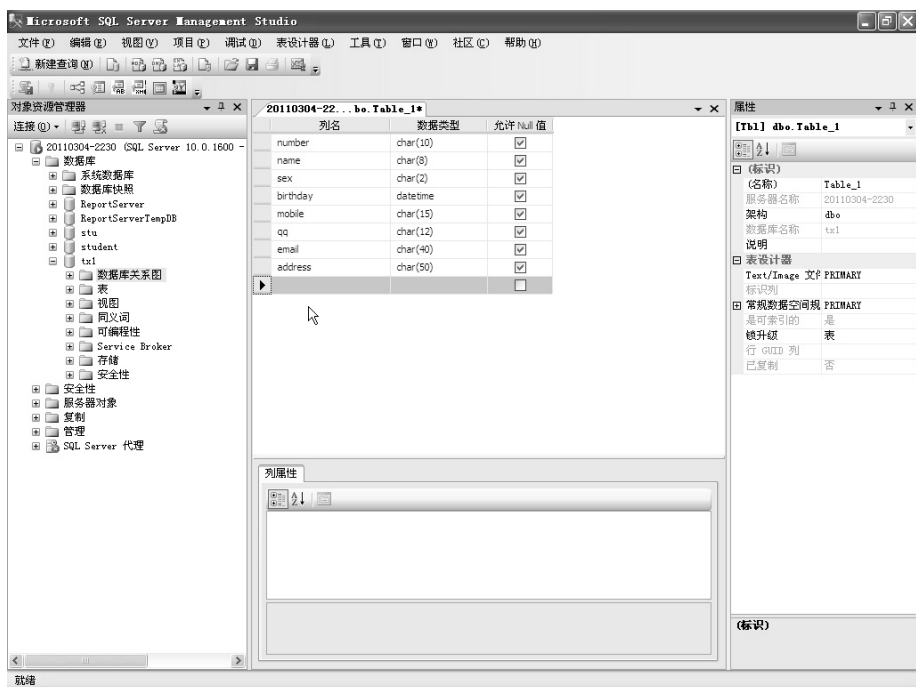 Microsoft SQL Server Management Studio
文件(F) 编辑(E) 视图(V) 项目(P) 调试(D) 表设计器(L) 工具(T) 窗口(W) 社区(C) 帮助(H)
新建查询(N)
对象资源管理器
连接(O)
20110304-2230 (SQL Server 10.0.1600 -
数据库
系统数据库
数据库快照
ReportServer
ReportServerTempDB
stu
student
txl
数据库关系图
表
视图
同义词
可编程性
Service Broker
存储
安全性
安全性
服务器对象
复制
管理
SQL Server 代理
20110304-22...bo.Table_1*
列名 数据类型 允许 Null 值
number char(10)
name char(8)
sex char(2)
birthday datetime
mobile char(15)
qq char(12)
email char(40)
address char(50)
列属性
属性
[Tbl] dbo.Table_1
(标识)
(名称) Table_1
服务器名称 20110304-2230
架构 dbo
数据库名称 txl
说明
表设计器
Text/Image 文件 PRIMARY
标识列
常规数据空间规 PRIMARY
是可索引的 是
锁升级 表
行 GUID 列
已复制 否
(标识)
就绪